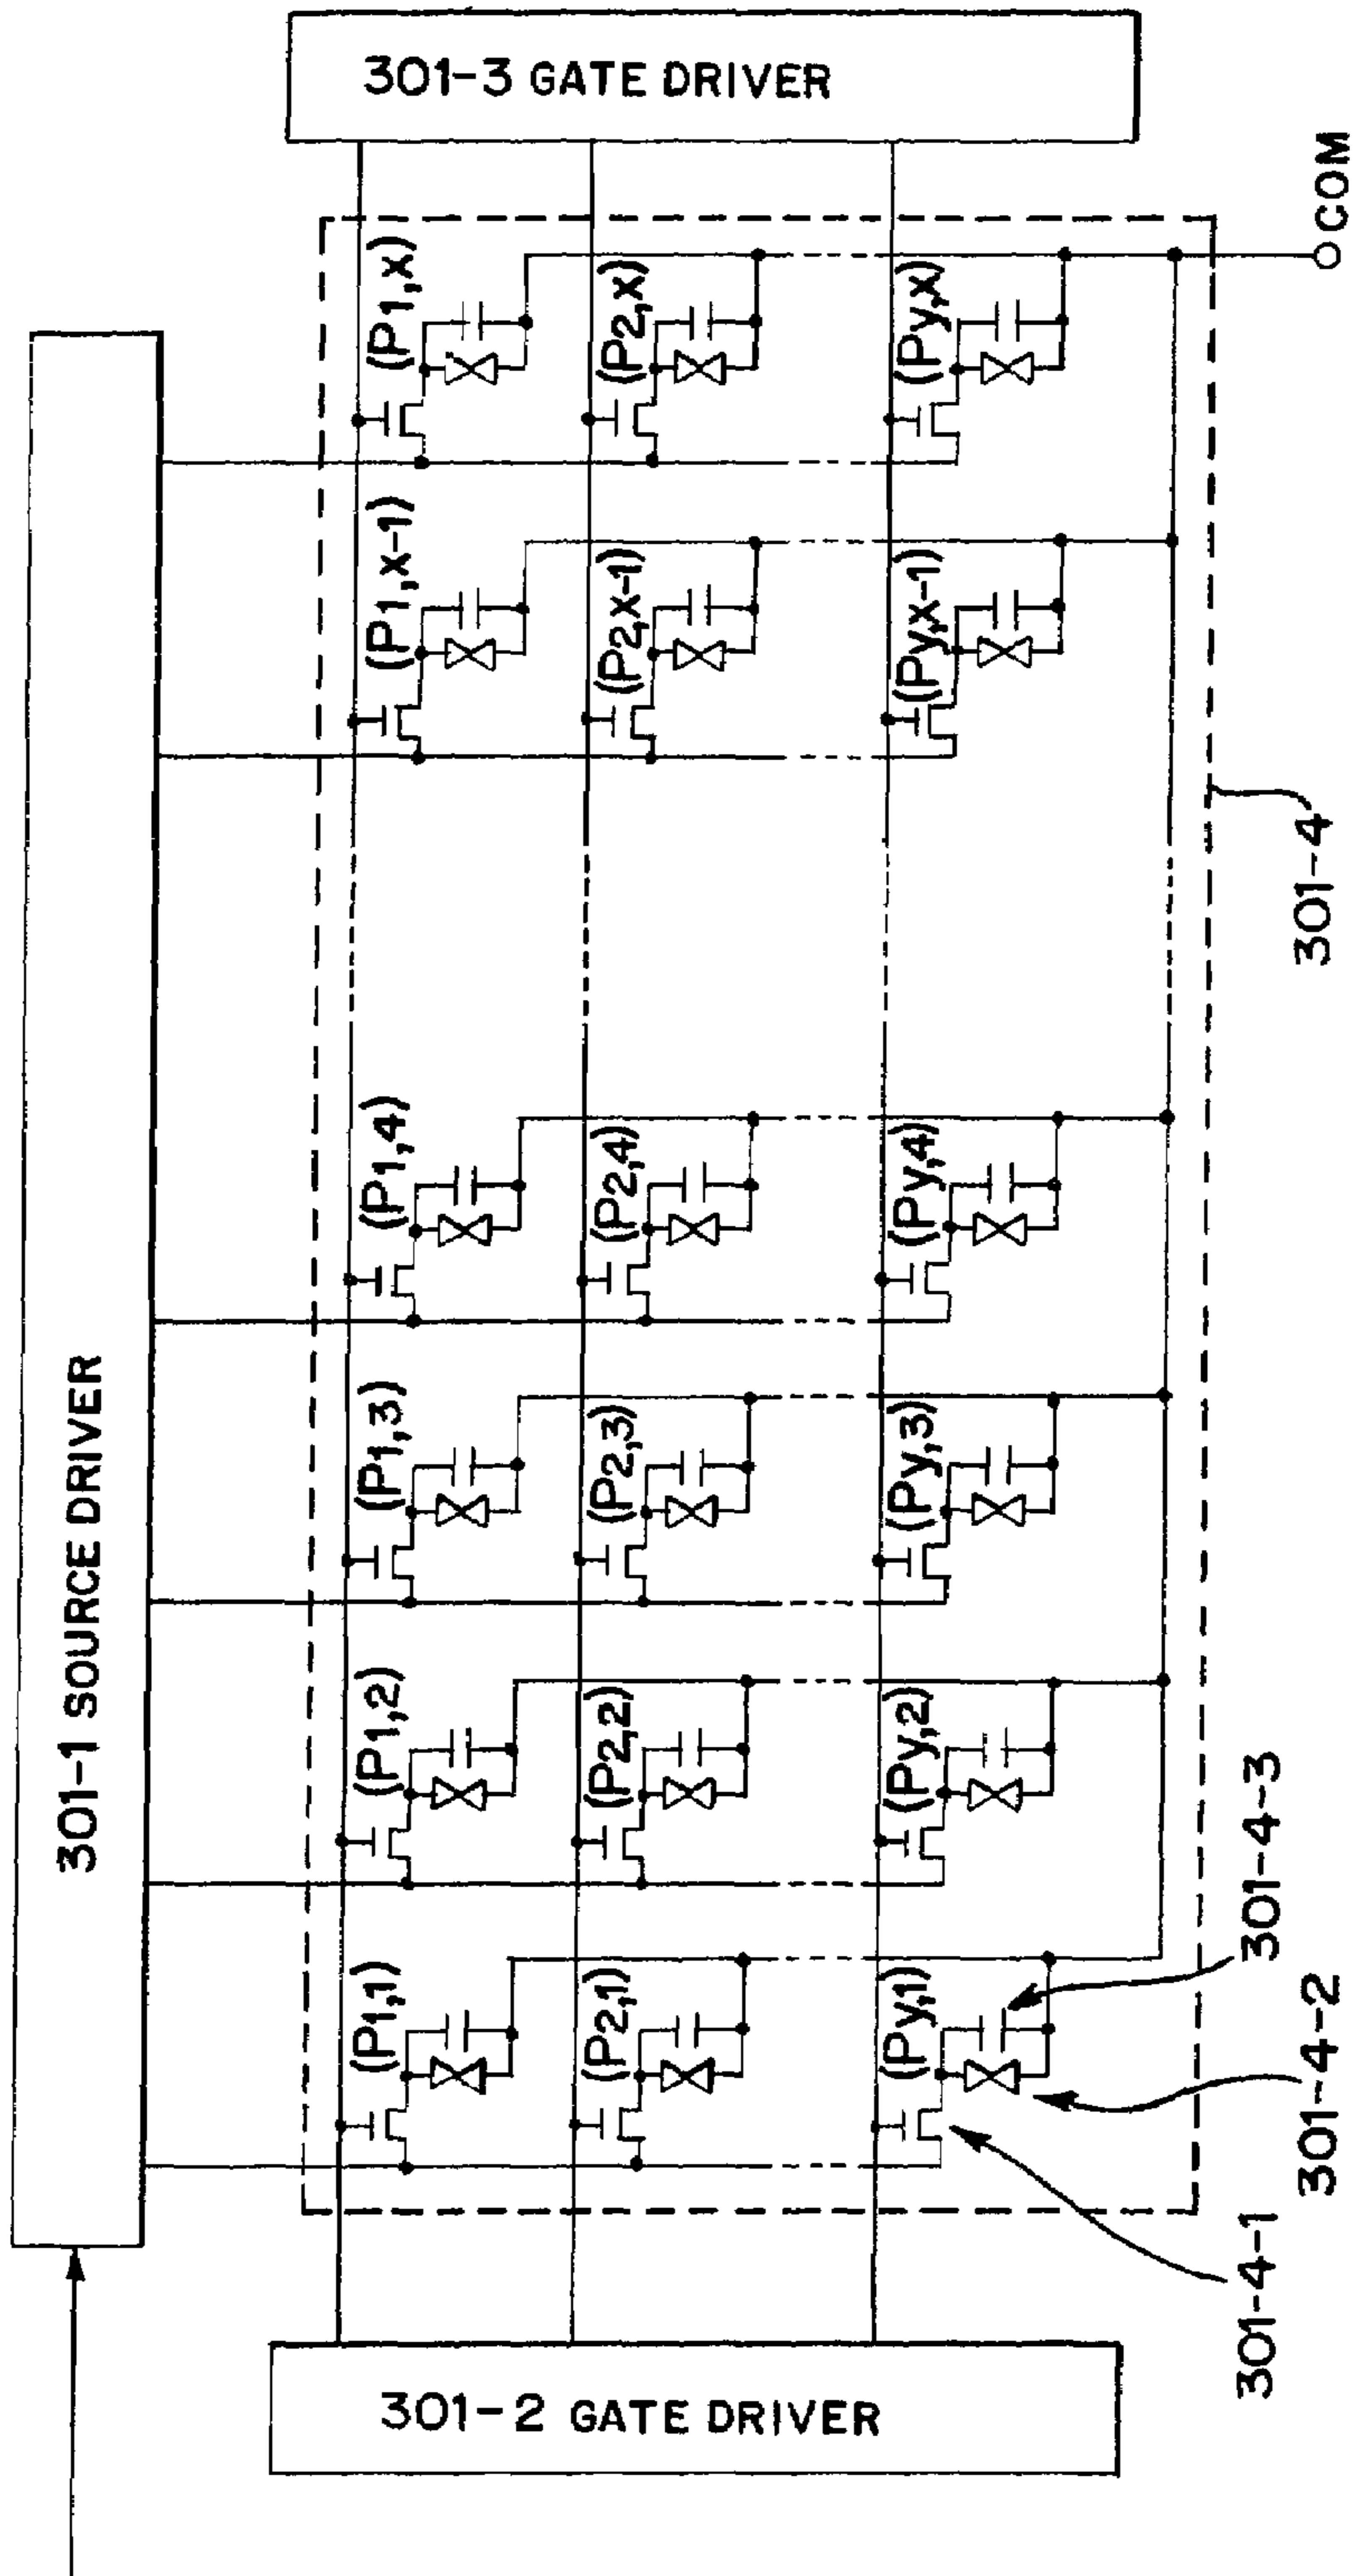 301-1 SOURCE DRIVER
301-2 GATE DRIVER
301-3 GATE DRIVER
(P1,1)
(P1,2)
(P1,3)
(P1,4)
(P1,x-1)
(P1,x)
(P2,1)
(P2,2)
(P2,3)
(P2,4)
(P2,x-1)
(P2,x)
(Py,1)
(Py,2)
(Py,3)
(Py,4)
(Py,x-1)
(Py,x)
COM
301-4-1
301-4-2
301-4-3
301-4